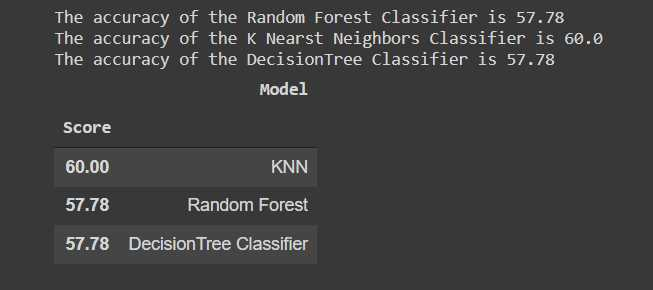 The accuracy of the Random Forest Classifier is 57.78
The accuracy of the K Nearst Neighbors Classifier is 60.0
The accuracy of the DecisionTree Classifier is 57.78
Model
Score
60.00 KNN
57.78 Random Forest
57.78 DecisionTree Classifier